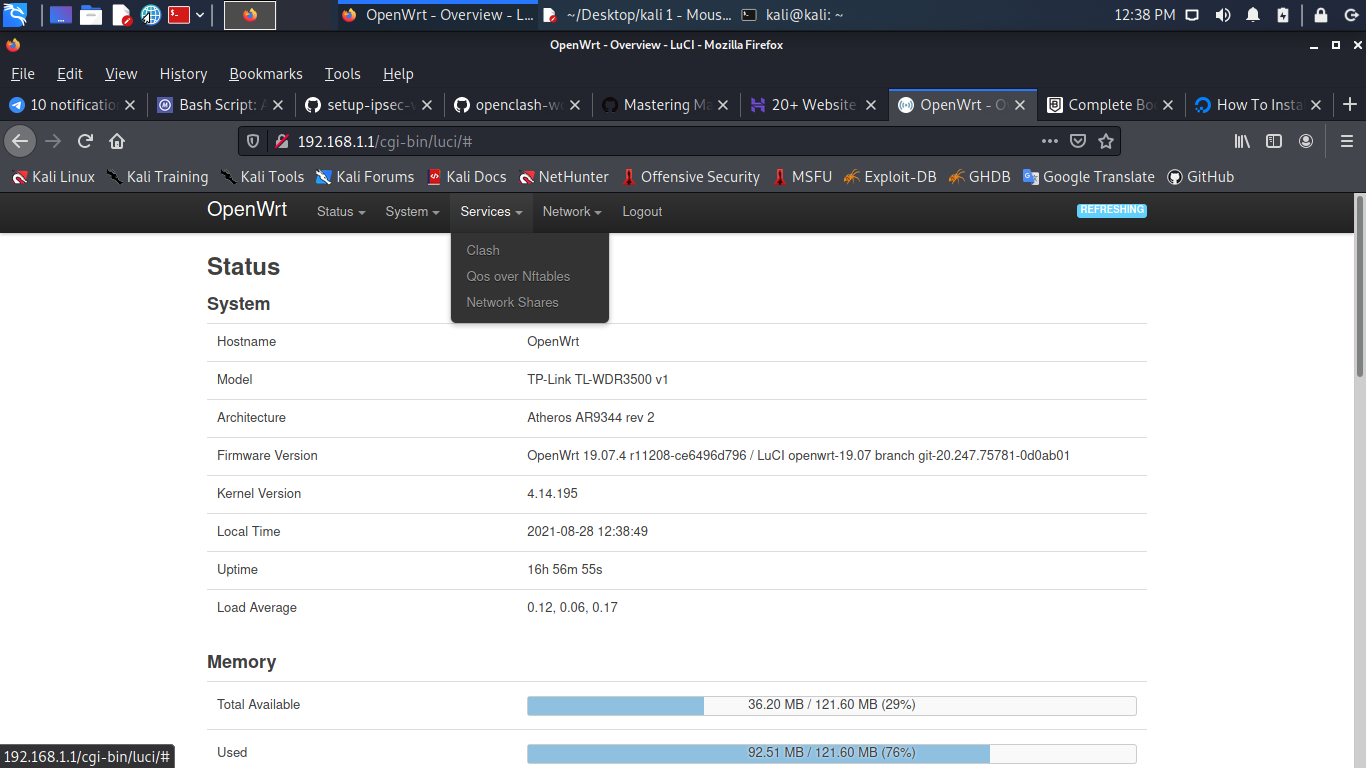 OpenWrt - Overview - L... ~/Desktop/kali 1 - Mous... kali@kali: ~ 12:38 PM
OpenWrt - Overview - LuCI - Mozilla Firefox
File Edit View History Bookmarks Tools Help
10 notificatio Bash Script: A setup-ipsec-v openclash-w Mastering Ma 20+ Website OpenWrt - O Complete Bo How To Insta
192.168.1.1/cgi-bin/luci/#
Kali Linux Kali Training Kali Tools Kali Forums Kali Docs NetHunter Offensive Security MSFU Exploit-DB GHDB Google Translate GitHub
OpenWrt Status System Services Network Logout REFRESHING
Clash
Qos over Nftables
Network Shares
Status
System
Hostname OpenWrt
Model TP-Link TL-WDR3500 v1
Architecture Atheros AR9344 rev 2
Firmware Version OpenWrt 19.07.4 r11208-ce6496d796 / LuCI openwrt-19.07 branch git-20.247.75781-0d0ab01
Kernel Version 4.14.195
Local Time 2021-08-28 12:38:49
Uptime 16h 56m 55s
Load Average 0.12, 0.06, 0.17
Memory
Total Available 36.20 MB / 121.60 MB (29%)
Used 92.51 MB / 121.60 MB (76%)
192.168.1.1/cgi-bin/luci/#